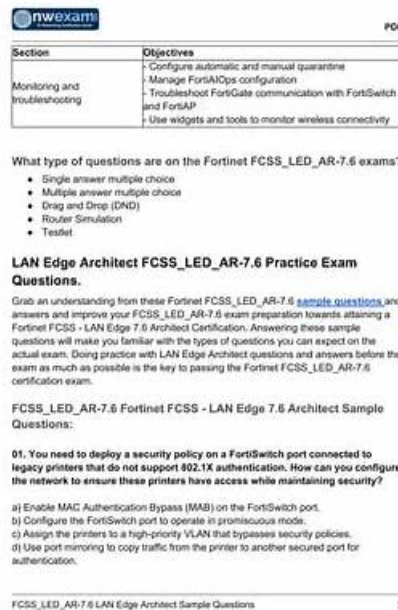 nwexam
PD
Section Objectives
Monitoring and troubleshooting
- Configure automatic and manual quarantine
- Manage FortiAIOps configuration
- Troubleshoot FortiGate communication with FortiSwitch
and FortiAP
- Use widgets and tools to monitor wireless connectivity
What type of questions are on the Fortinet FCSS_LED_AR-7.6 exams?
• Single answer multiple choice
• Multiple answer multiple choice
• Drag and Drop (DND)
• Router Simulation
• Testlet
LAN Edge Architect FCSS_LED_AR-7.6 Practice Exam
Questions.
Grab an understanding from these Fortinet FCSS_LED_AR-7.6 sample questions and
answers and improve your FCSS_LED_AR-7.6 exam preparation towards attaining a
Fortinet FCSS - LAN Edge 7.6 Architect Certification. Answering these sample
questions will make you familiar with the types of questions you can expect on the
actual exam. Doing practice with LAN Edge Architect questions and answers before the
exam as much as possible is the key to passing the Fortinet FCSS_LED_AR-7.6
certification exam.
FCSS_LED_AR-7.6 Fortinet FCSS - LAN Edge 7.6 Architect Sample
Questions:
01. You need to deploy a security policy on a FortiSwitch port connected to
legacy printers that do not support 802.1X authentication. How can you configure
the network to ensure these printers have access while maintaining security?
a) Enable MAC Authentication Bypass (MAB) on the FortiSwitch port.
b) Configure the FortiSwitch port to operate in promiscuous mode.
c) Assign the printers to a high-priority VLAN that bypasses security policies.
d) Use port mirroring to copy traffic from the printer to another secured port for
authentication.
FCSS_LED_AR-7.6 LAN Edge Architect Sample Questions